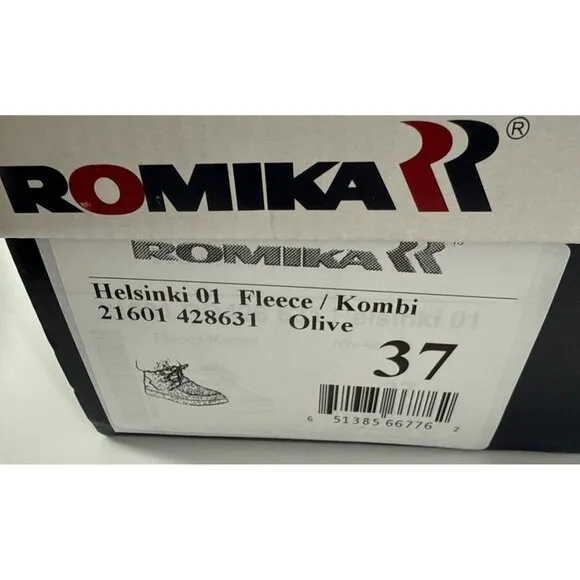 ROMIKA R ®
ROMIKA R
Helsinki 01 Fleece / Kombi
21601 428631 Olive
37
6 51385 66776 2